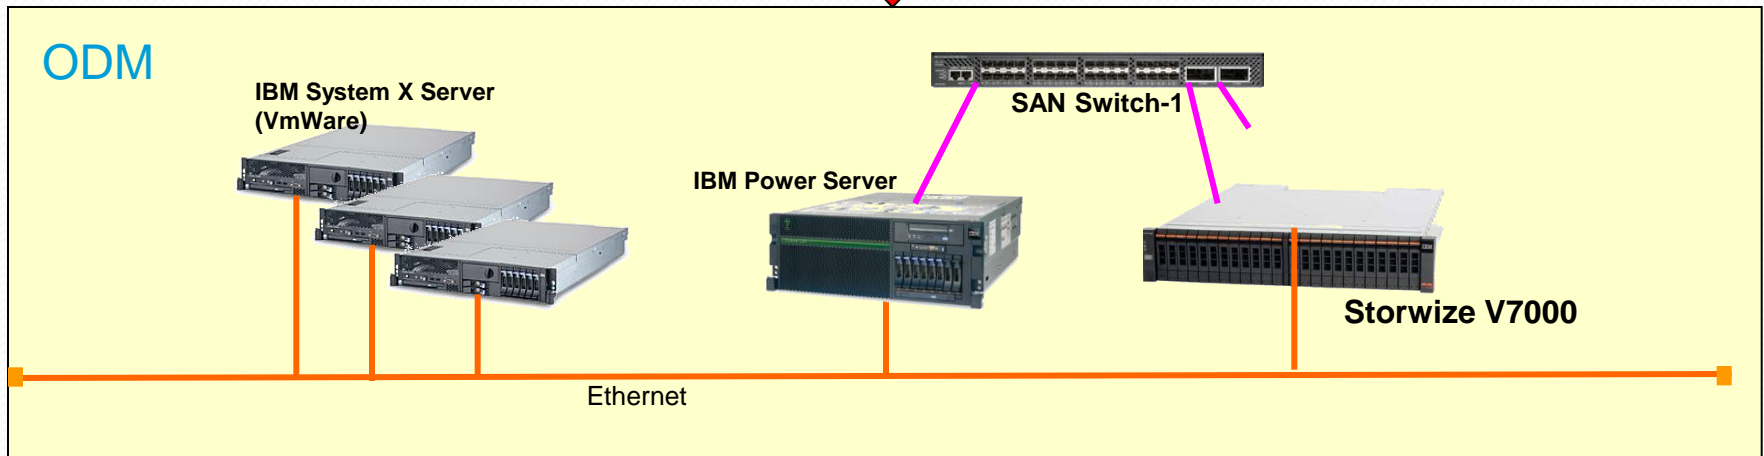 ODM
IBM System X Server
(VmWare)
SAN Switch-1
IBM Power Server
Storwize V7000
Ethernet